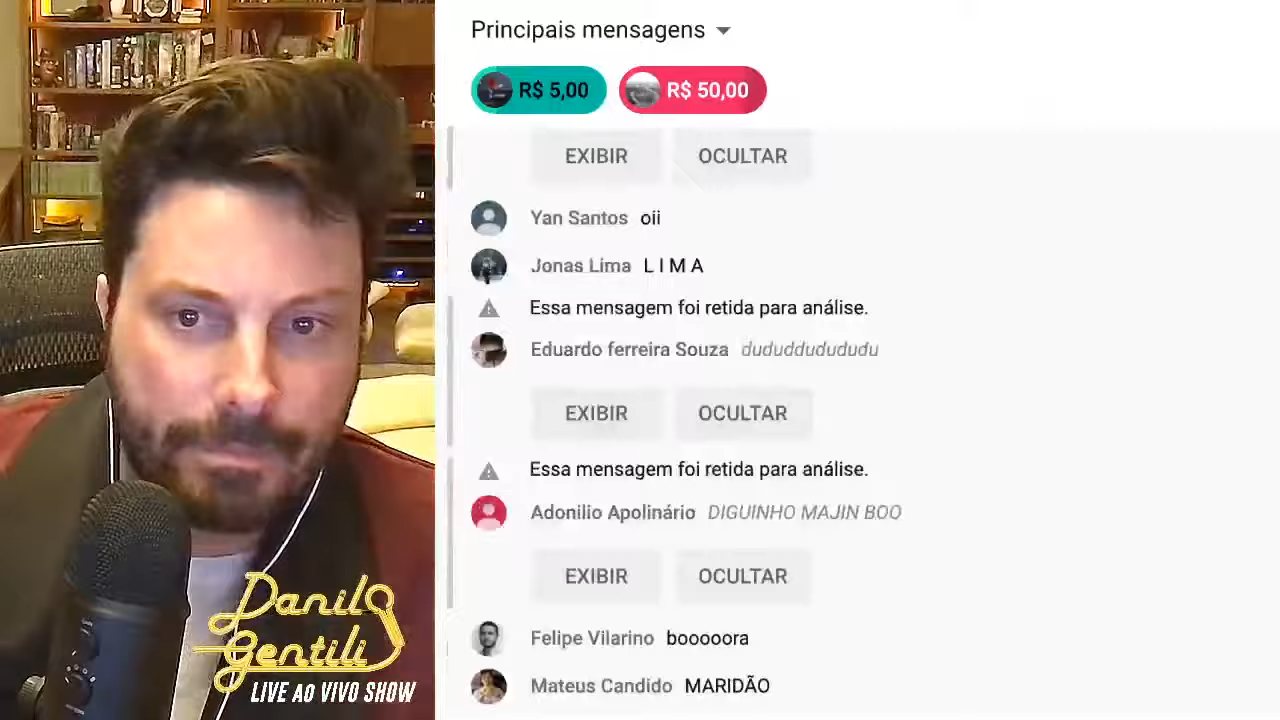 Principais mensagens
R$ 5,00
R$ 50,00
EXIBIR
OCULTAR
Yan Santos oii
Jonas Lima L I M A
Essa mensagem foi retida para análise.
Eduardo ferreira Souza dududdudududu
EXIBIR
OCULTAR
Essa mensagem foi retida para análise.
Adonilio Apolinário DIGUINHO MAJIN BOO
EXIBIR
OCULTAR
Felipe Vilarino booooora
Mateus Candido MARIDÃO
Danilo
Gentili
LIVE AO VIVO SHOW